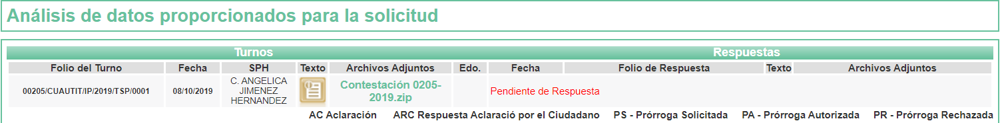 Análisis de datos proporcionados para la solicitud
Turnos Respuestas
Folio del Turno Fecha SPH Texto Archivos Adjuntos Edo. Fecha Folio de Respuesta Texto Archivos Adjuntos
00205/CUAUTIT/IP/2019/TSP/0001 08/10/2019 C. ANGELICA JIMENEZ HERNANDEZ Contestación 0205-2019.zip Pendiente de Respuesta
AC Aclaración ARC Respuesta Aclaració por el Ciudadano PS - Prórroga Solicitada PA - Prórroga Autorizada PR - Prórroga Rechazada